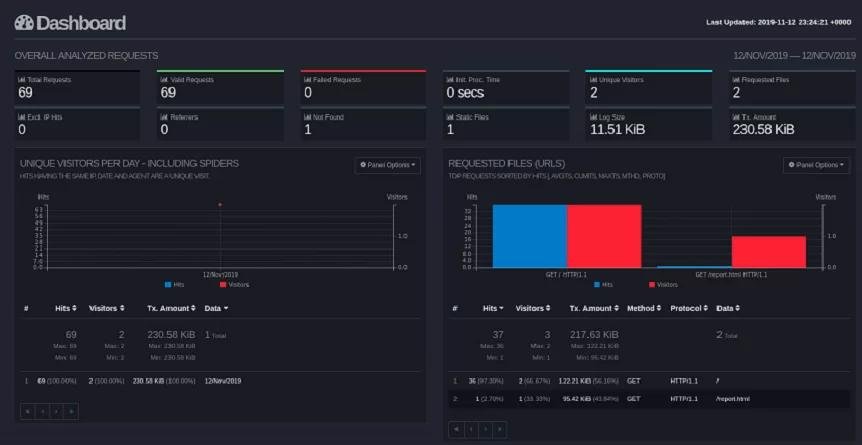 Dashboard
Last Updated: 2019-11-12 23:24:21 +0000
OVERALL ANALYZED REQUESTS
12/NOV/2019 — 12/NOV/2019
Total Requests
69
Valid Requests
69
Failed Requests
0
Init. Proc. Time
0 secs
Unique Visitors
2
Requested Files
2
Excl. IP Hits
0
Referrers
0
Not Found
1
Static Files
1
Log Size
11.51 KiB
Tx. Amount
230.58 KiB
UNIQUE VISITORS PER DAY - INCLUDING SPIDERS
Panel Options
HITS HAVING THE SAME IP, DATE AND AGENT ARE A UNIQUE VISIT.
Hits
Visitors
63
56
49
42
35
28
21
14
7.0
0.0
1.0
0.0
12/Nov/2019
Hits
Visitors
# Hits Visitors Tx. Amount Data
69 2 230.58 KiB 1 Total
Max: 69 Max: 2 Max: 230.58 KiB
Min: 69 Min: 2 Min: 230.58 KiB
1 69 (100.00%) 2 (100.00%) 230.58 KiB (100.00%) 12/Nov/2019
« ‹ › »
REQUESTED FILES (URLS)
Panel Options
TOP REQUESTS SORTED BY HITS [, AVGTS, CUMTS, MAXTS, MTHD, PROTO]
Hits
Visitors
32
28
24
20
16
12
8.0
4.0
0.0
1.0
0.0
GET / HTTP/1.1
GET /report.html HTTP/1.1
Hits
Visitors
# Hits Visitors Tx. Amount Method Protocol Data
37 3 217.63 KiB 2 Total
Max: 36 Max: 2 Max: 122.21 KiB
Min: 1 Min: 1 Min: 95.42 KiB
1 36 (97.30%) 2 (66.67%) 122.21 KiB (56.16%) GET HTTP/1.1 /
2 1 (2.70%) 1 (33.33%) 95.42 KiB (43.84%) GET HTTP/1.1 /report.html
« ‹ › »